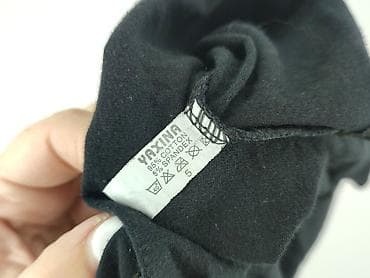 YAXINA
95% COTTON
5% SPANDEX
S